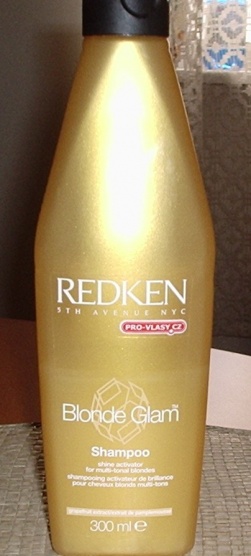 REDKEN
5TH AVENUE NYC
PRO-VLASY.CZ
Blonde Glam™
Shampoo
shine activator
for multi-tonal blondes
shampooing activateur de brillance
pour cheveux blonds multi-tons
300 ml e